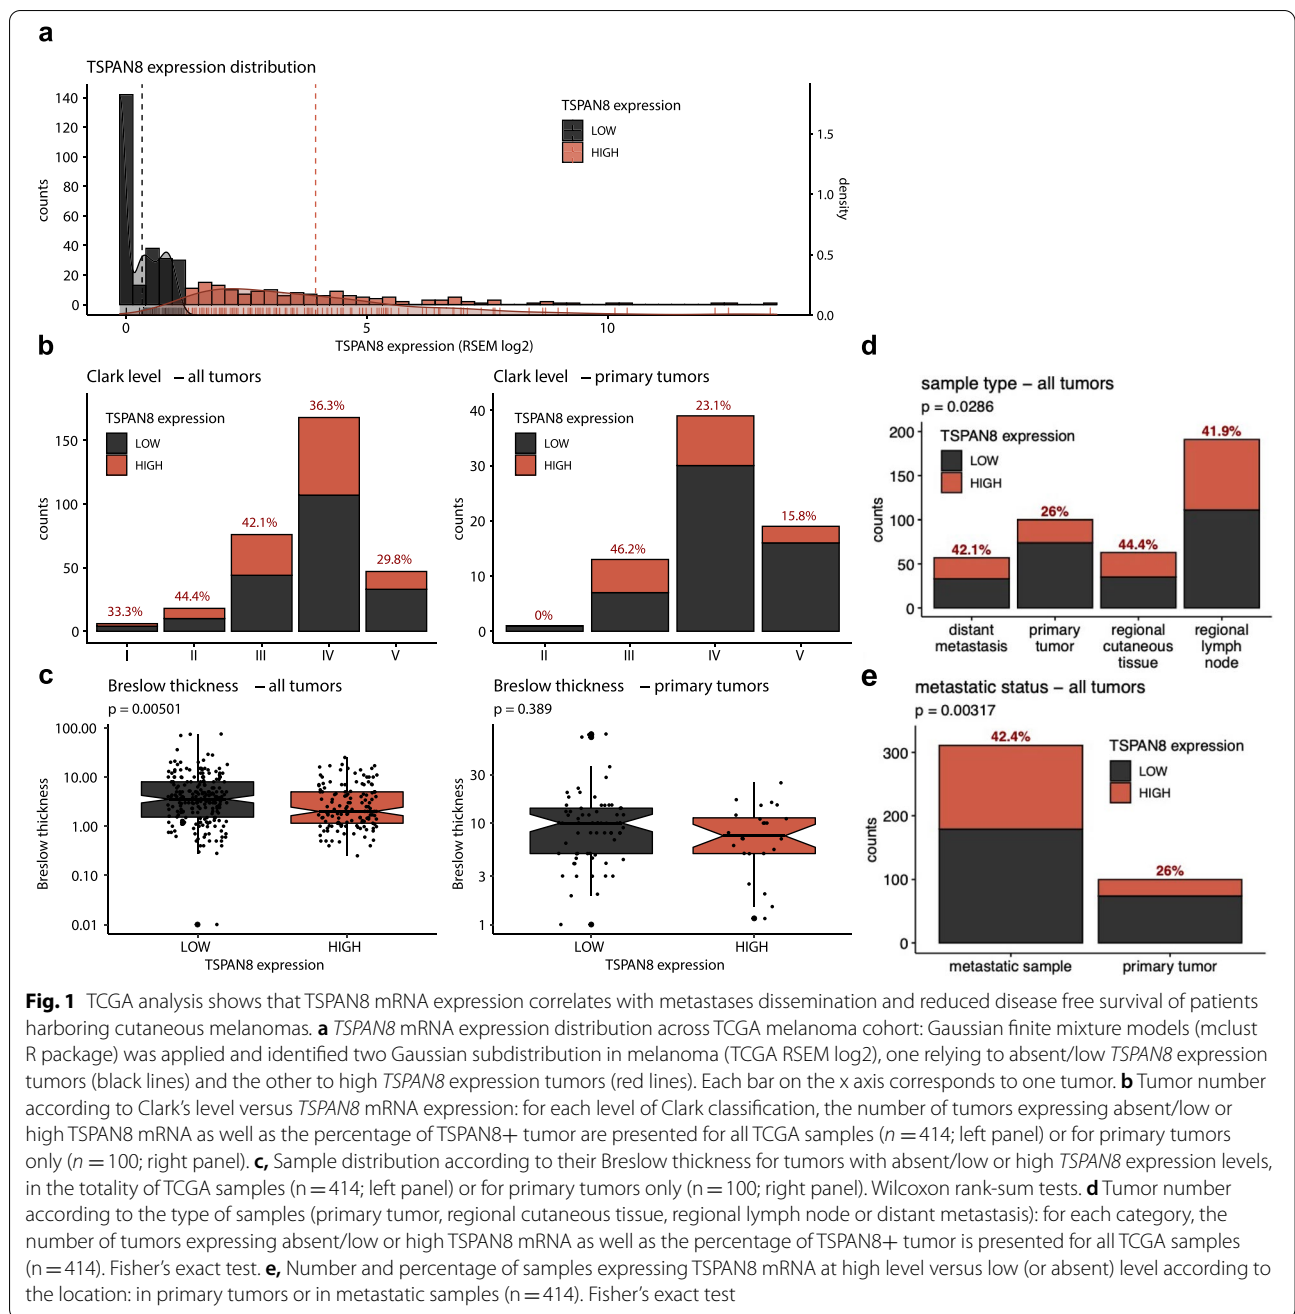 a
TSPAN8 expression distribution
140
120
100
80
60
40
20
0
counts
TSPAN8 expression
LOW
HIGH
1.5
1.0
0.5
0.0
density
0
5
10
TSPAN8 expression (RSEM log2)
b
Clark level – all tumors
TSPAN8 expression
LOW
HIGH
150
100
50
0
counts
33.3%
44.4%
42.1%
36.3%
29.8%
I
II
III
IV
V
Clark level – primary tumors
TSPAN8 expression
LOW
HIGH
40
30
20
10
0
counts
0%
46.2%
23.1%
15.8%
II
III
IV
V
d
sample type – all tumors
p = 0.0286
TSPAN8 expression
LOW
HIGH
200
150
100
50
0
counts
42.1%
26%
44.4%
41.9%
distant
metastasis
primary
tumor
regional
cutaneous
tissue
regional
lymph
node
c
Breslow thickness – all tumors
p = 0.00501
100.00
10.00
1.00
0.10
0.01
Breslow thickness
LOW
HIGH
TSPAN8 expression
Breslow thickness – primary tumors
p = 0.389
30
10
3
1
Breslow thickness
LOW
HIGH
TSPAN8 expression
e
metastatic status – all tumors
p = 0.00317
TSPAN8 expression
LOW
HIGH
300
200
100
0
counts
42.4%
26%
metastatic sample
primary tumor
Fig. 1 TCGA analysis shows that TSPAN8 mRNA expression correlates with metastases dissemination and reduced disease free survival of patients
harboring cutaneous melanomas. a TSPAN8 mRNA expression distribution across TCGA melanoma cohort: Gaussian finite mixture models (mclust
R package) was applied and identified two Gaussian subdistribution in melanoma (TCGA RSEM log2), one relying to absent/low TSPAN8 expression
tumors (black lines) and the other to high TSPAN8 expression tumors (red lines). Each bar on the x axis corresponds to one tumor. b Tumor number
according to Clark's level versus TSPAN8 mRNA expression: for each level of Clark classification, the number of tumors expressing absent/low or
high TSPAN8 mRNA as well as the percentage of TSPAN8+ tumor are presented for all TCGA samples (n = 414; left panel) or for primary tumors
only (n = 100; right panel). c, Sample distribution according to their Breslow thickness for tumors with absent/low or high TSPAN8 expression levels,
in the totality of TCGA samples (n = 414; left panel) or for primary tumors only (n = 100; right panel). Wilcoxon rank-sum tests. d Tumor number
according to the type of samples (primary tumor, regional cutaneous tissue, regional lymph node or distant metastasis): for each category, the
number of tumors expressing absent/low or high TSPAN8 mRNA as well as the percentage of TSPAN8+ tumor is presented for all TCGA samples
(n = 414). Fisher's exact test. e, Number and percentage of samples expressing TSPAN8 mRNA at high level versus low (or absent) level according to
the location: in primary tumors or in metastatic samples (n = 414). Fisher's exact test